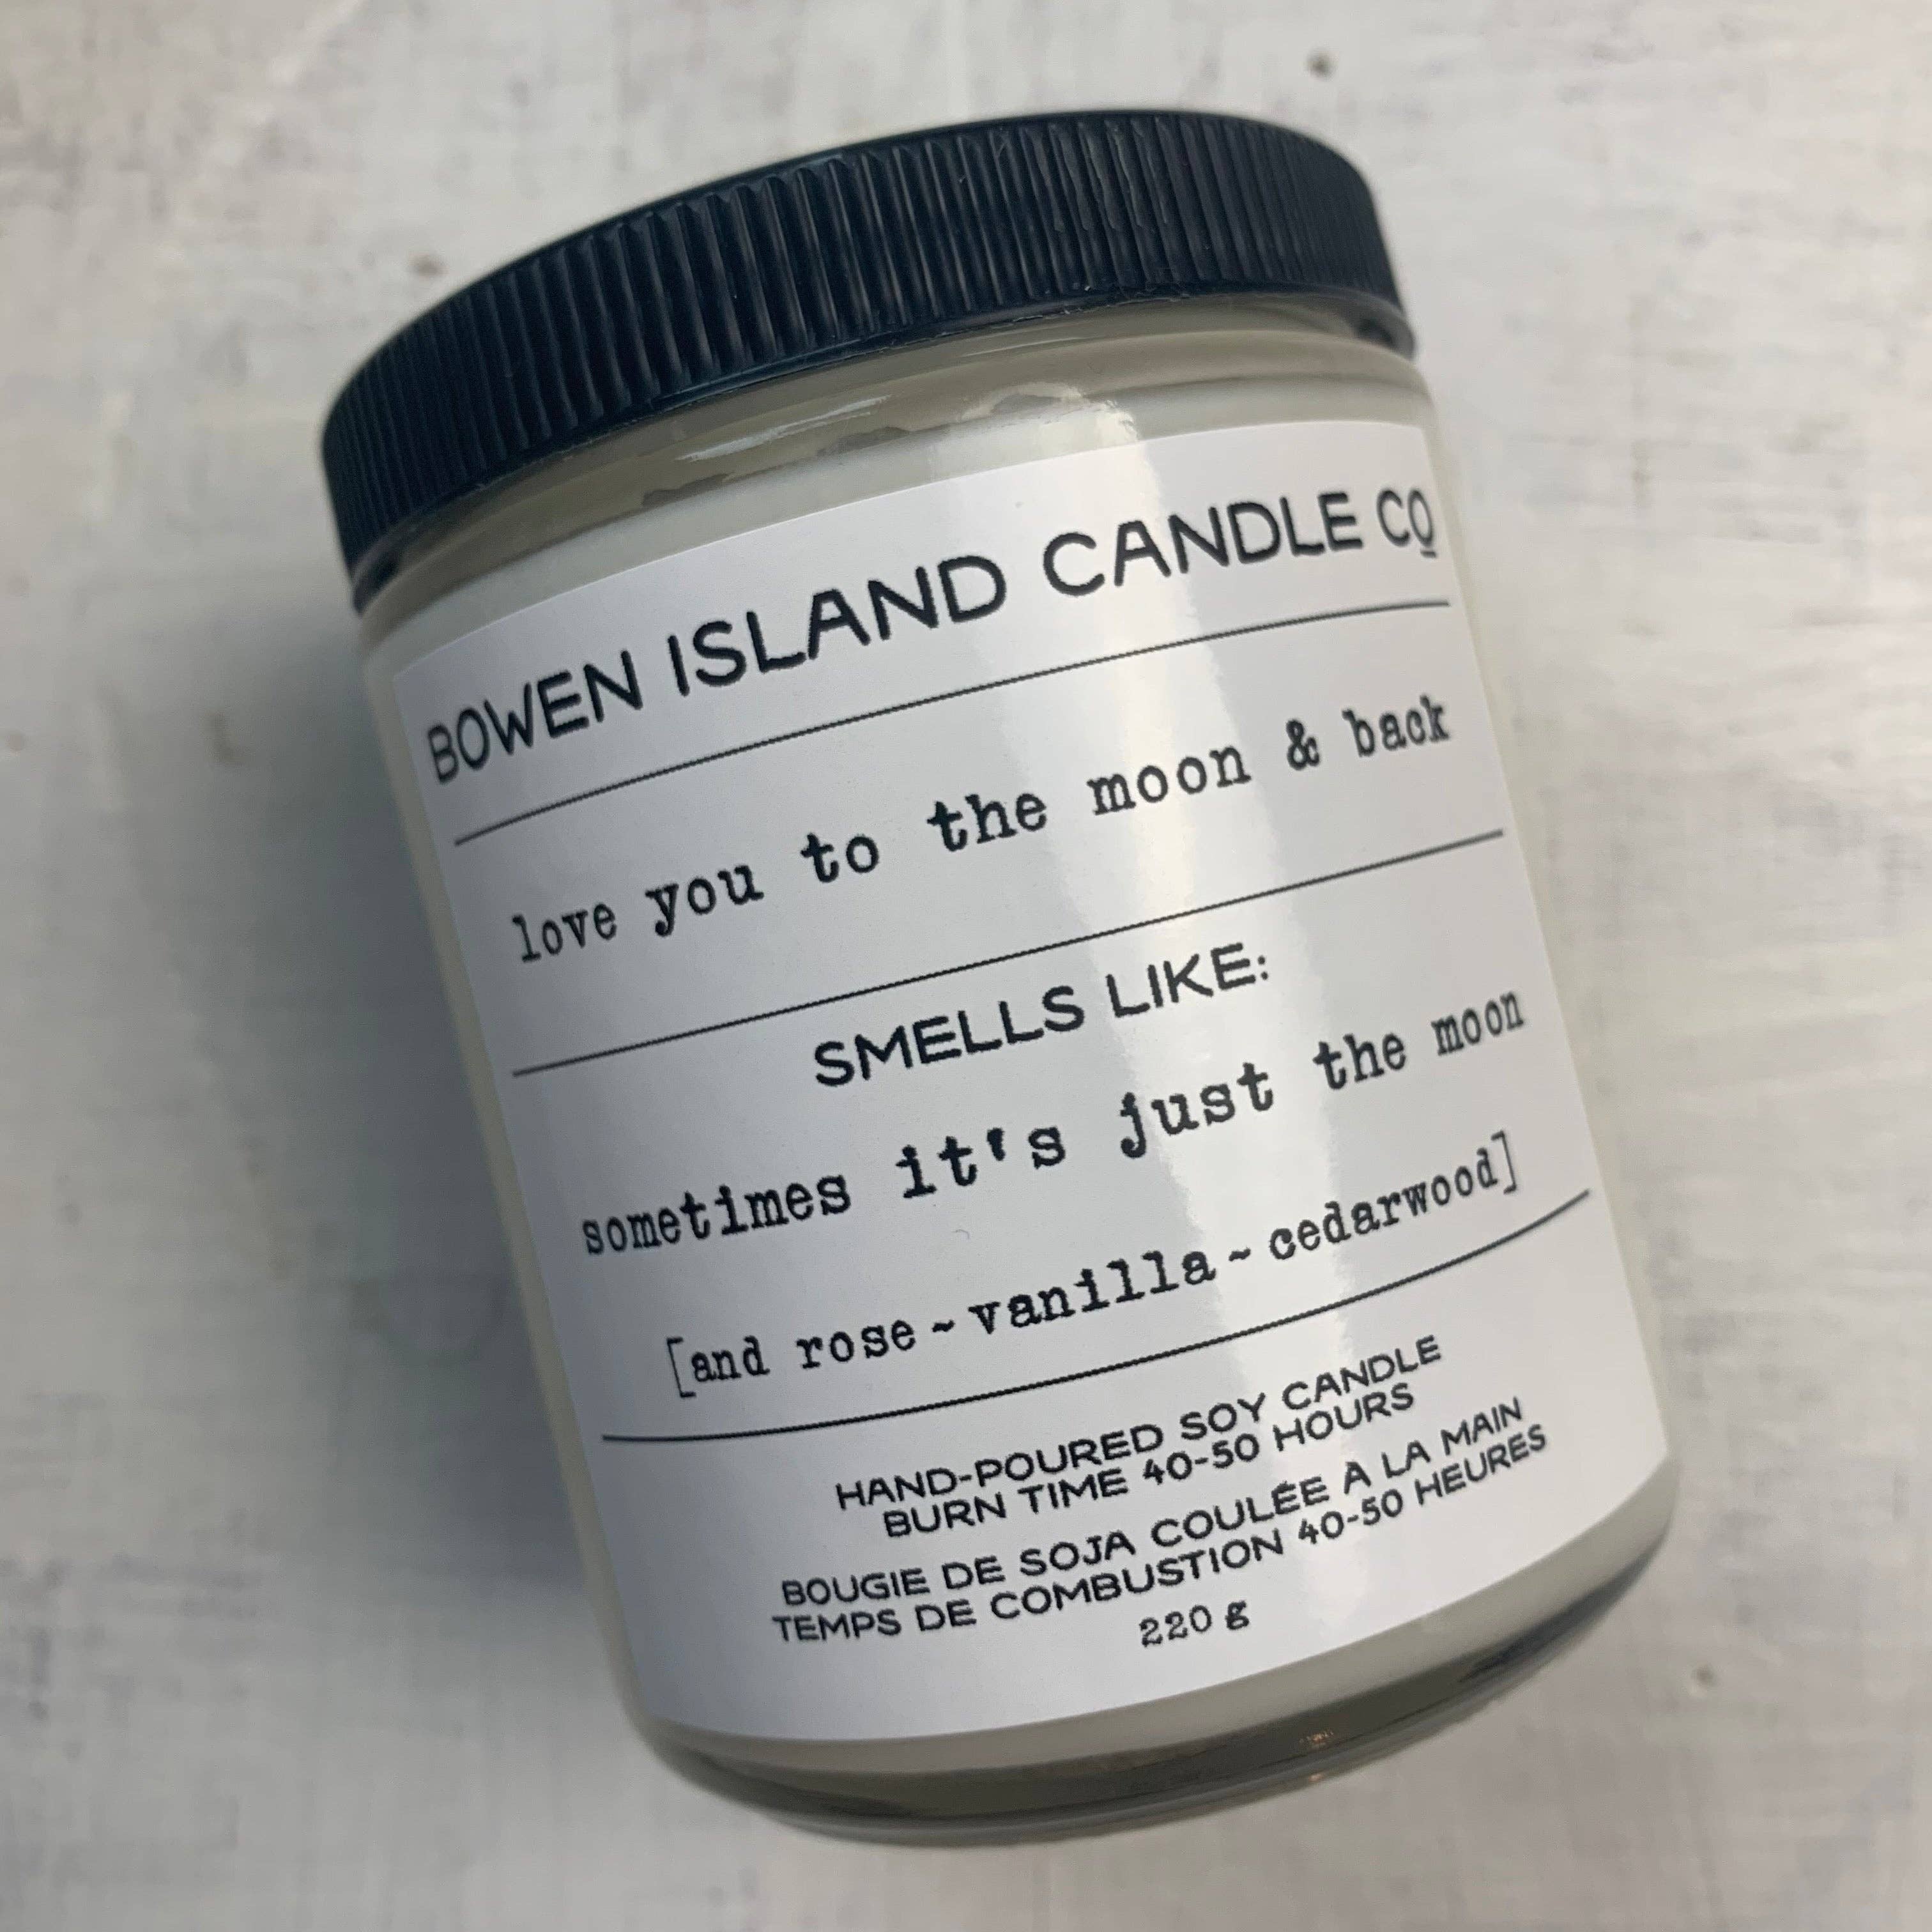 BOWEN ISLAND CANDLE CO
love you to the moon & back
SMELLS LIKE:
sometimes it's just the moon
[and rose~vanilla~cedarwood]
HAND-POURED SOY CANDLE
BURN TIME 40-50 HOURS
BOUGIE DE SOJA COULÉE À LA MAIN
TEMPS DE COMBUSTION 40-50 HEURES
220 g